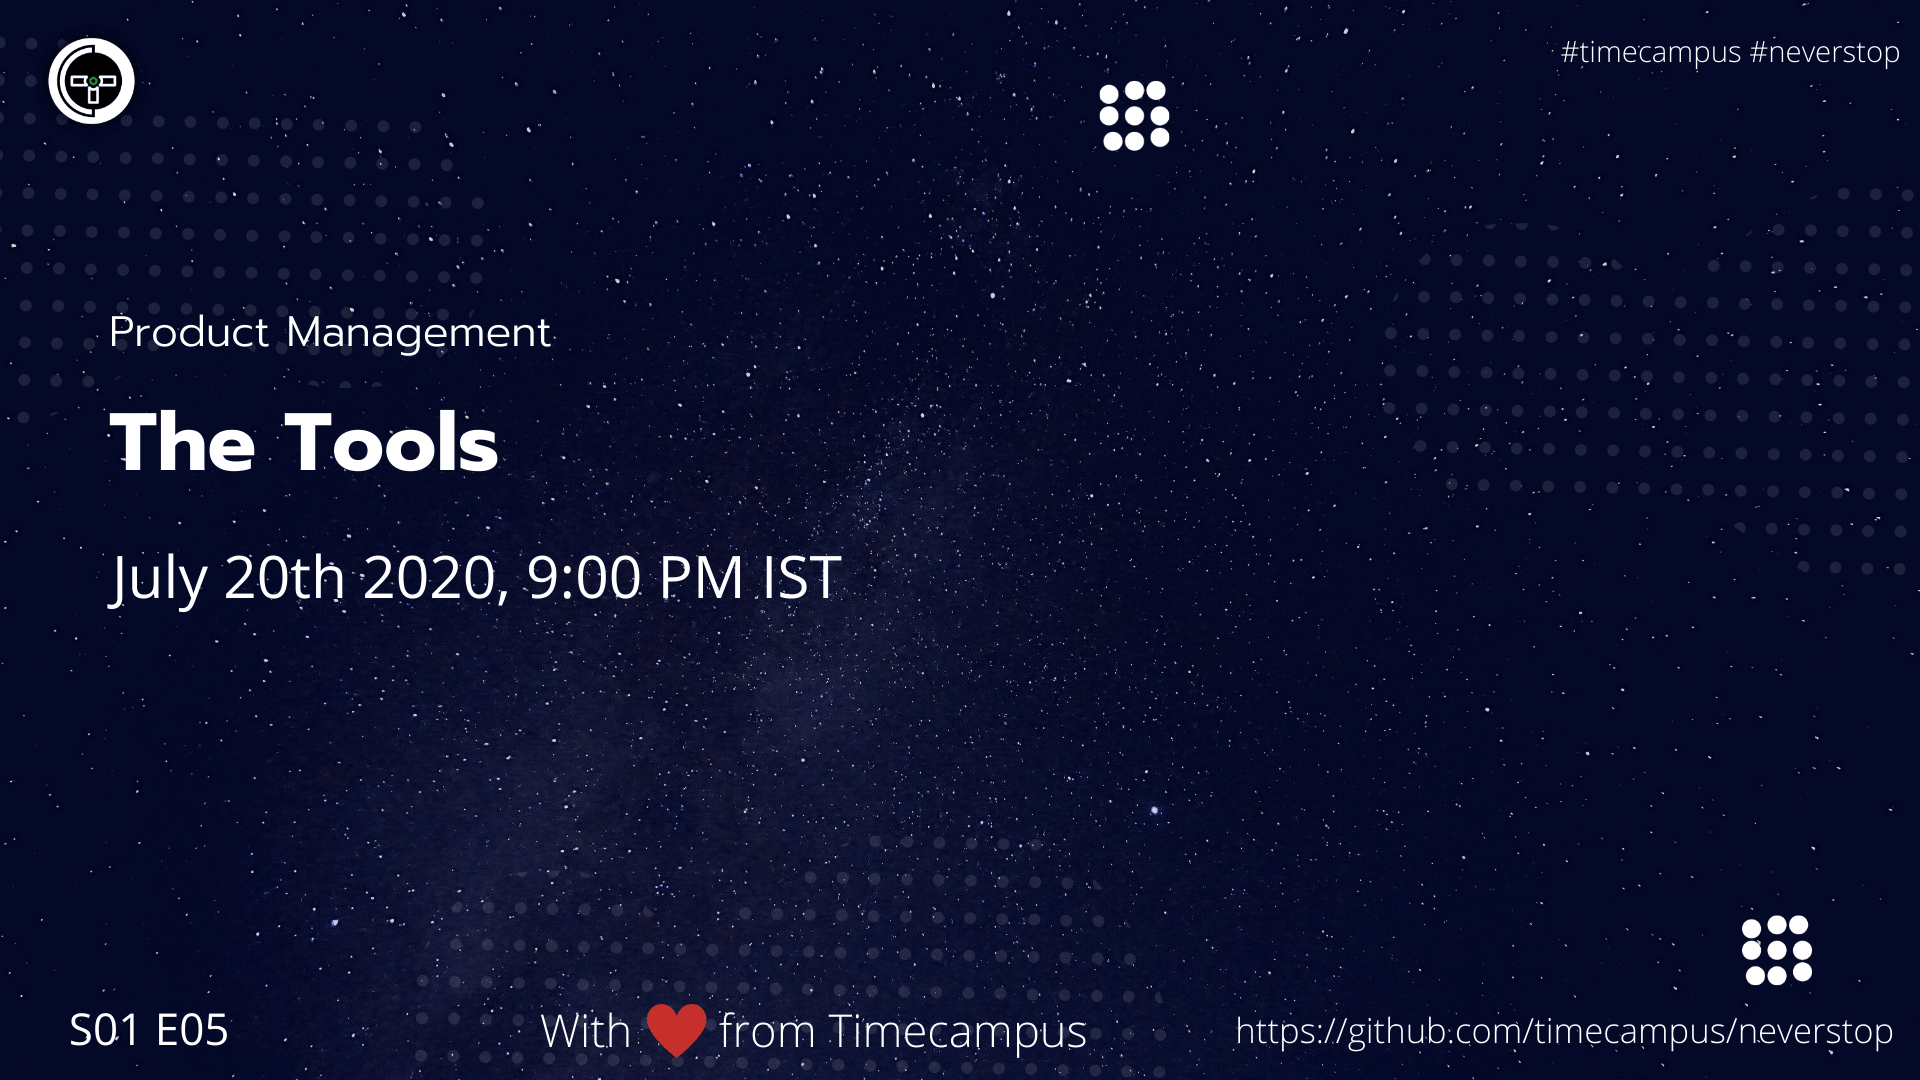 #timecampus #neverstop
Product Management
The Tools
July 20th 2020, 9:00 PM IST
S01 E05
With ❤ from Timecampus
https://github.com/timecampus/neverstop